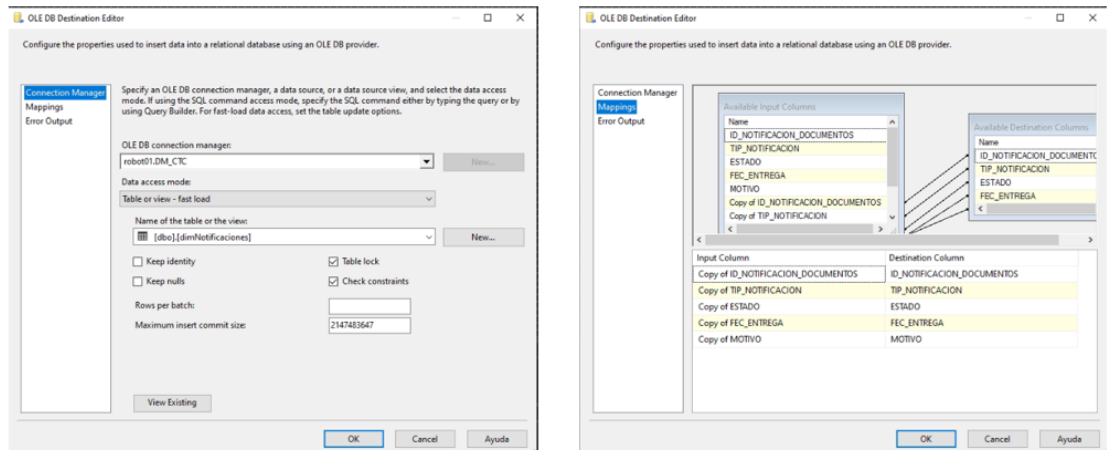 OLE DB Destination Editor
Configure the properties used to insert data into a relational database using an OLE DB provider.
Connection Manager
Mappings
Error Output
Specify an OLE DB connection manager, a data source, or a data source view, and select the data access
mode. If using the SQL command access mode, specify the SQL command either by typing the query or by
using Query Builder. For fast-load data access, set the table update options.
OLE DB connection manager:
robot01.DM_CTC
New...
Data access mode:
Table or view - fast load
Name of the table or the view:
[dbo].[dimNotificaciones]
New...
Keep identity
Table lock
Keep nulls
Check constraints
Rows per batch:
Maximum insert commit size:
2147483647
View Existing
OK
Cancel
Ayuda
OLE DB Destination Editor
Configure the properties used to insert data into a relational database using an OLE DB provider.
Connection Manager
Mappings
Error Output
Available Input Columns
Name
ID_NOTIFICACION_DOCUMENTOS
TIP_NOTIFICACION
ESTADO
FEC_ENTREGA
MOTIVO
Copy of ID_NOTIFICACION_DOCUMENTOS
Copy of TIP_NOTIFICACION
Available Destination Columns
Name
ID_NOTIFICACION_DOCUMENTO
TIP_NOTIFICACION
ESTADO
FEC_ENTREGA
Input Column Destination Column
Copy of ID_NOTIFICACION_DOCUMENTOS ID_NOTIFICACION_DOCUMENTOS
Copy of TIP_NOTIFICACION TIP_NOTIFICACION
Copy of ESTADO ESTADO
Copy of FEC_ENTREGA FEC_ENTREGA
Copy of MOTIVO MOTIVO
OK
Cancel
Ayuda